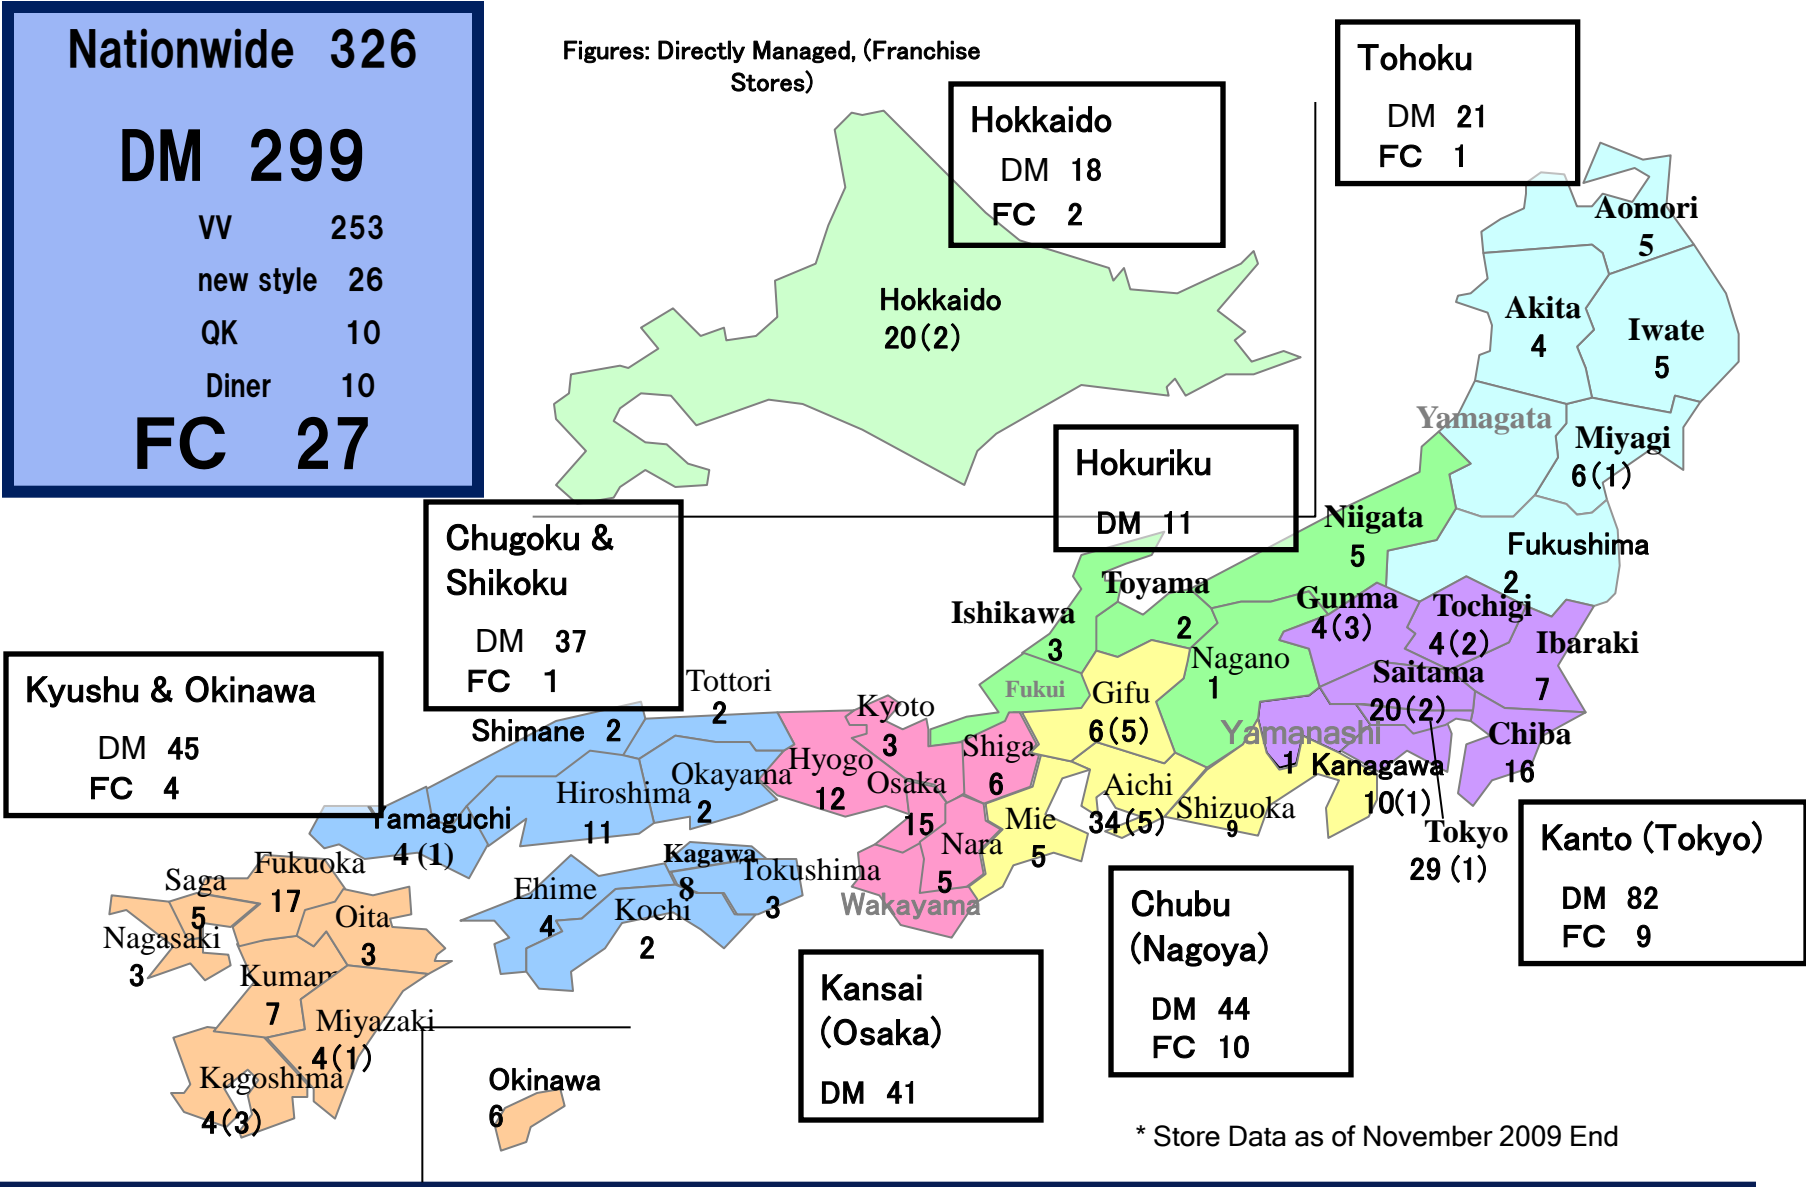 Nationwide 326
DM 299
VV 253
new style 26
QK 10
Diner 10
FC 27
Figures: Directly Managed, (Franchise
Stores)
Hokkaido
DM 18
FC 2
Tohoku
DM 21
FC 1
Hokkaido
20(2)
Aomori
5
Akita
4
Iwate
5
Yamagata
Miyagi
6(1)
Fukushima
2
Hokuriku
DM 11
Niigata
5
Toyama
2
Ishikawa
3
Fukui
Nagano
1
Gunma
4(3)
Tochigi
4(2)
Ibaraki
7
Saitama
20(2)
Chiba
16
Yamanashi
1
Kanagawa
10(1)
Tokyo
29(1)
Kanto (Tokyo)
DM 82
FC 9
Chugoku &
Shikoku
DM 37
FC 1
Tottori
2
Shimane 2
Okayama
2
Hiroshima
11
Yamaguchi
4(1)
Kagawa
8
Tokushima
3
Ehime
4
Kochi
2
Gifu
6(5)
Aichi
34(5)
Shizuoka
9
Mie
5
Chubu
(Nagoya)
DM 44
FC 10
Kyoto
3
Shiga
6
Hyogo
12
Osaka
15
Nara
5
Wakayama
Kansai
(Osaka)
DM 41
Kyushu & Okinawa
DM 45
FC 4
Fukuoka
17
Saga
5
Nagasaki
3
Oita
3
Kumam
7
Miyazaki
4(1)
Kagoshima
4(3)
Okinawa
6
* Store Data as of November 2009 End